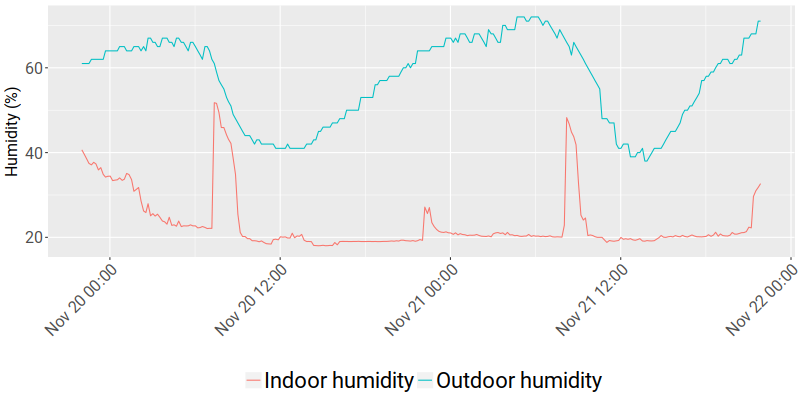 Humidity (%)
60
40
20
Nov 20 00:00
Nov 20 12:00
Nov 21 00:00
Nov 21 12:00
Nov 22 00:00
Indoor humidity Outdoor humidity